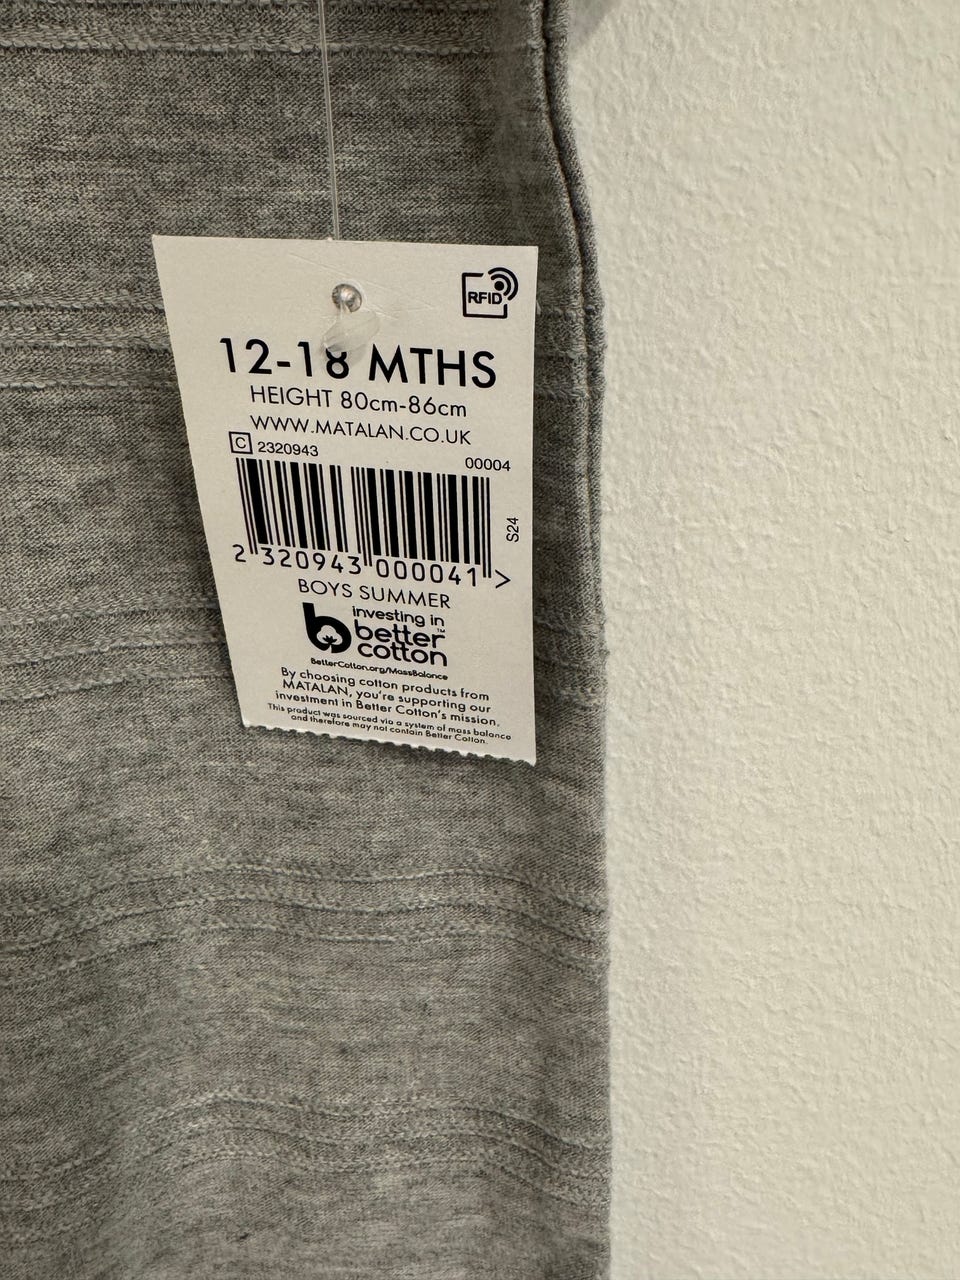 RFID
12-18 MTHS
HEIGHT 80cm-86cm
WWW.MATALAN.CO.UK
C 2320943 00004
S24
2 320943 000041 >
BOYS SUMMER
b investing in
better™
cotton
BetterCotton.org/MassBalance
By choosing cotton products from
MATALAN, you're supporting our
investment in Better Cotton's mission.
This product was sourced via a system of mass balance
and therefore may not contain Better Cotton.